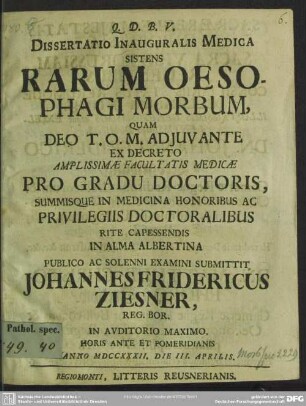 Q. D. B. V.
6.
DISSERTATIO INAUGURALIS MEDICA
SISTENS
RARUM OESO-
PHAGI MORBUM,
QUAM
DEO T. O. M. ADJUVANTE
EX DECRETO
AMPLISSIMÆ FACULTATIS MEDICÆ
PRO GRADU DOCTORIS,
SUMMISQUE IN MEDICINA HONORIBUS AC
PRIVILEGIIS DOCTORALIBUS
RITE CAPESSENDIS
IN ALMA ALBERTINA
PUBLICO AC SOLENNI EXAMINI SUBMITTIT
JOHANNES FRIDERICUS
ZIESNER,
REG. BOR.
IN AUDITORIO MAXIMO.
HORIS ANTE ET POMERIDIANIS
ANNO MDCCXXXII. DIE III. APRILIS.
REGIOMONTI, LITTERIS REUSNERIANIS.
Pathol. spec.
49. 40
DFG